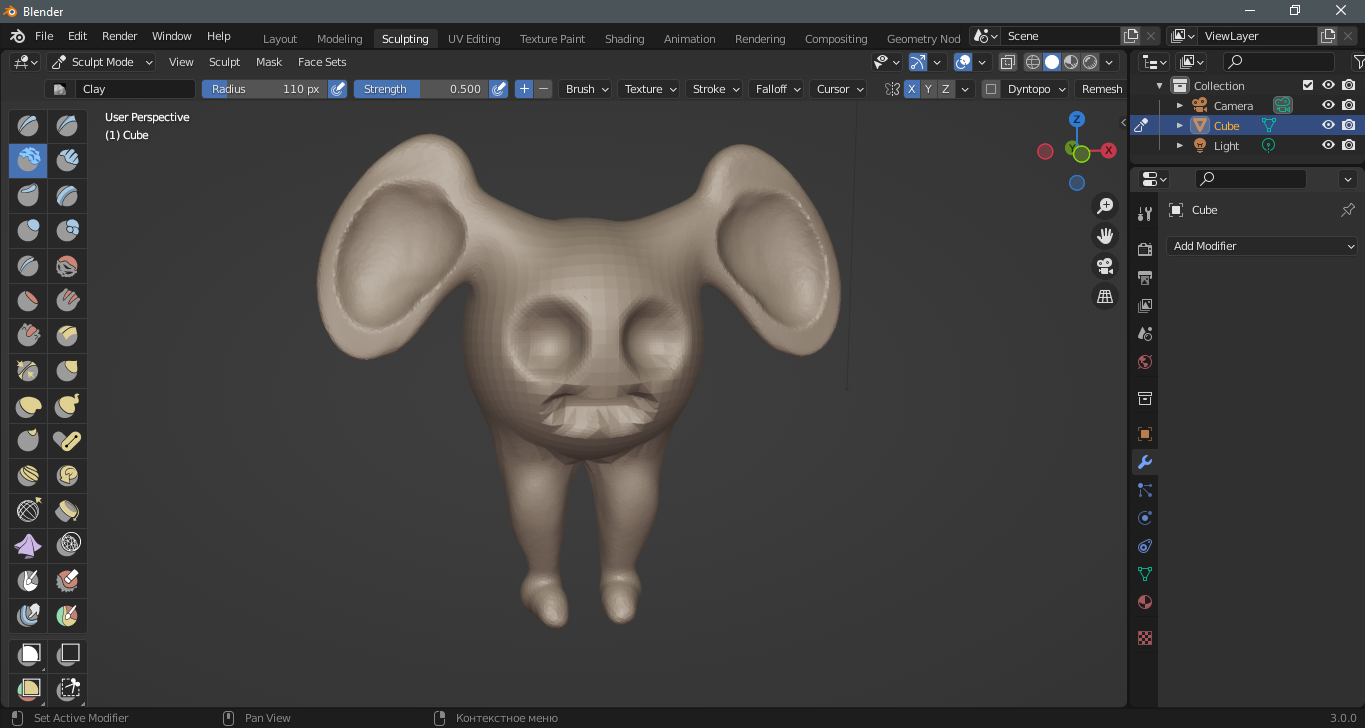 Blender
File Edit Render Window Help Layout Modeling Sculpting UV Editing Texture Paint Shading Animation Rendering Compositing Geometry Nod Scene ViewLayer
Sculpt Mode View Sculpt Mask Face Sets
Clay Radius 110 px Strength 0.500 Brush Texture Stroke Falloff Cursor X Y Z Dyntopo Remesh
User Perspective
(1) Cube
Z
Y X
Collection
Camera
Cube
Light
Cube
Add Modifier
Set Active Modifier Pan View Контекстное меню 3.0.0